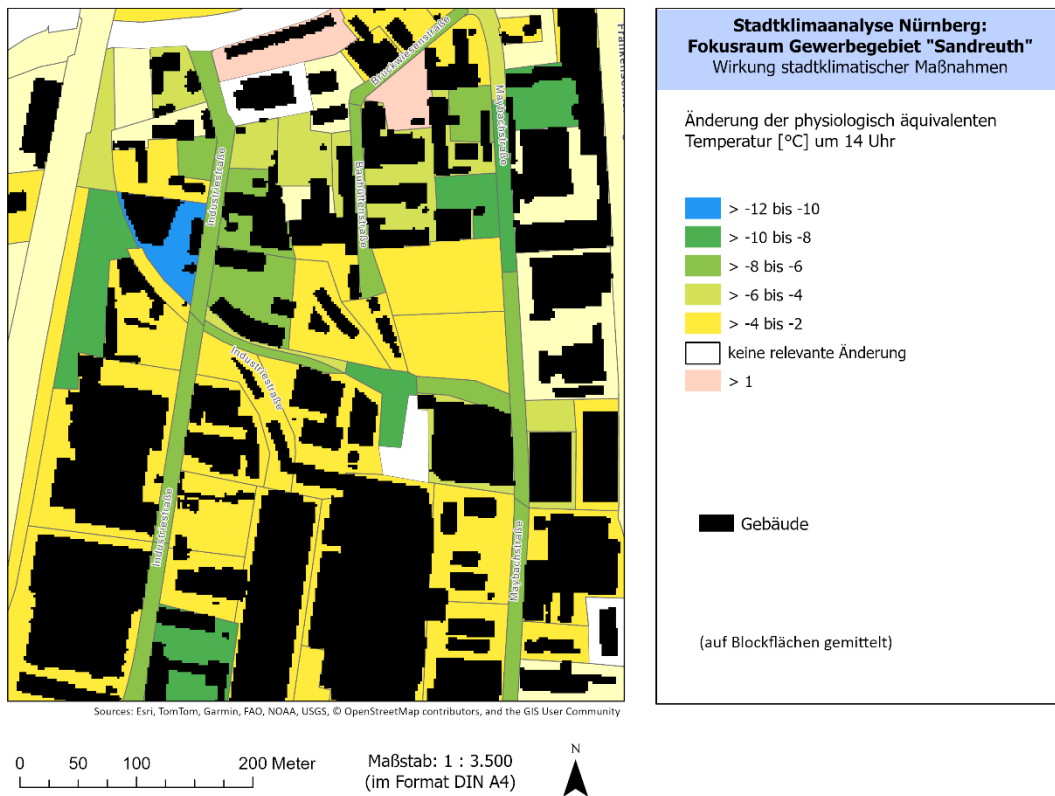 Stadtklimaanalyse Nürnberg:
Fokusraum Gewerbegebiet "Sandreuth"
Wirkung stadtklimatischer Maßnahmen
Änderung der physiologisch äquivalenten
Temperatur [°C] um 14 Uhr
> -12 bis -10
> -10 bis -8
> -8 bis -6
> -6 bis -4
> -4 bis -2
keine relevante Änderung
> 1
Gebäude
(auf Blockflächen gemittelt)
Bruckwiesenstraße
Maybachstraße
Industriestraße
Bauhüttenstraße
Industriestraße
Industriestraße
Maybachstraße
Sources: Esri, TomTom, Garmin, FAO, NOAA, USGS, © OpenStreetMap contributors, and the GIS User Community
0 50 100 200 Meter
Maßstab: 1 : 3.500
(im Format DIN A4)
N